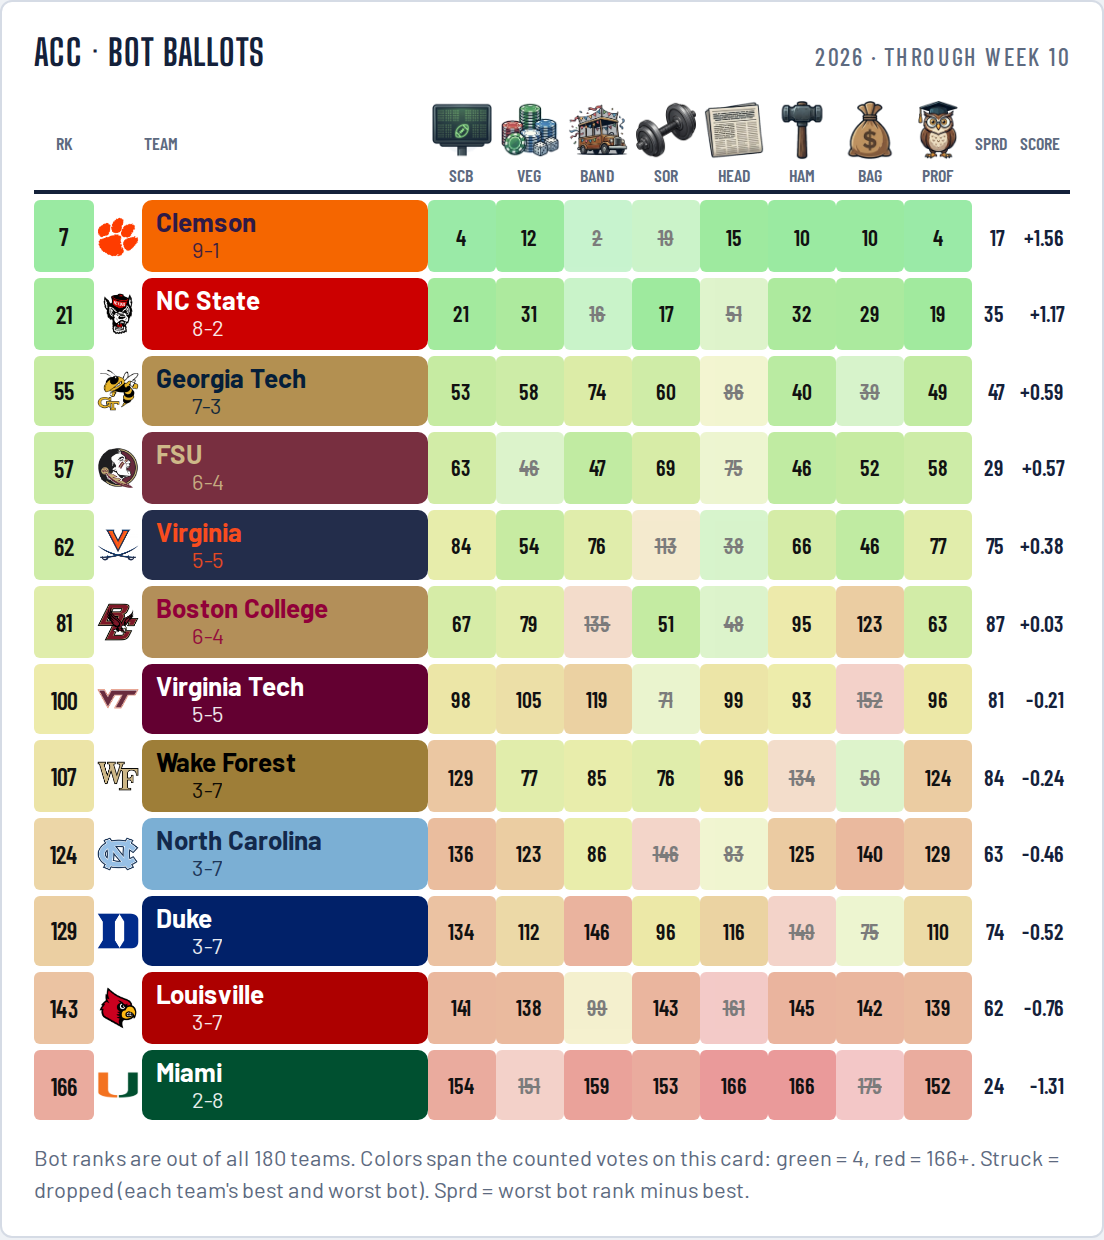 ACC · BOT BALLOTS
2026 · THROUGH WEEK 10
RK TEAM SCB VEG BAND SOR HEAD HAM BAG PROF SPRD SCORE
7 Clemson 9-1 4 12 2 19 15 10 10 4 17 +1.56
21 NC State 8-2 21 31 16 17 51 32 29 19 35 +1.17
55 Georgia Tech 7-3 53 58 74 60 86 40 39 49 47 +0.59
57 FSU 6-4 63 46 47 69 75 46 52 58 29 +0.57
62 Virginia 5-5 84 54 76 113 38 66 46 77 75 +0.38
81 Boston College 6-4 67 79 135 51 48 95 123 63 87 +0.03
100 Virginia Tech 5-5 98 105 119 71 99 93 152 96 81 -0.21
107 Wake Forest 3-7 129 77 85 76 96 134 50 124 84 -0.24
124 North Carolina 3-7 136 123 86 146 83 125 140 129 63 -0.46
129 Duke 3-7 134 112 146 96 116 149 75 110 74 -0.52
143 Louisville 3-7 141 138 99 143 161 145 142 139 62 -0.76
166 Miami 2-8 154 151 159 153 166 166 175 152 24 -1.31
Bot ranks are out of all 180 teams. Colors span the counted votes on this card: green = 4, red = 166+. Struck =
dropped (each team's best and worst bot). Sprd = worst bot rank minus best.